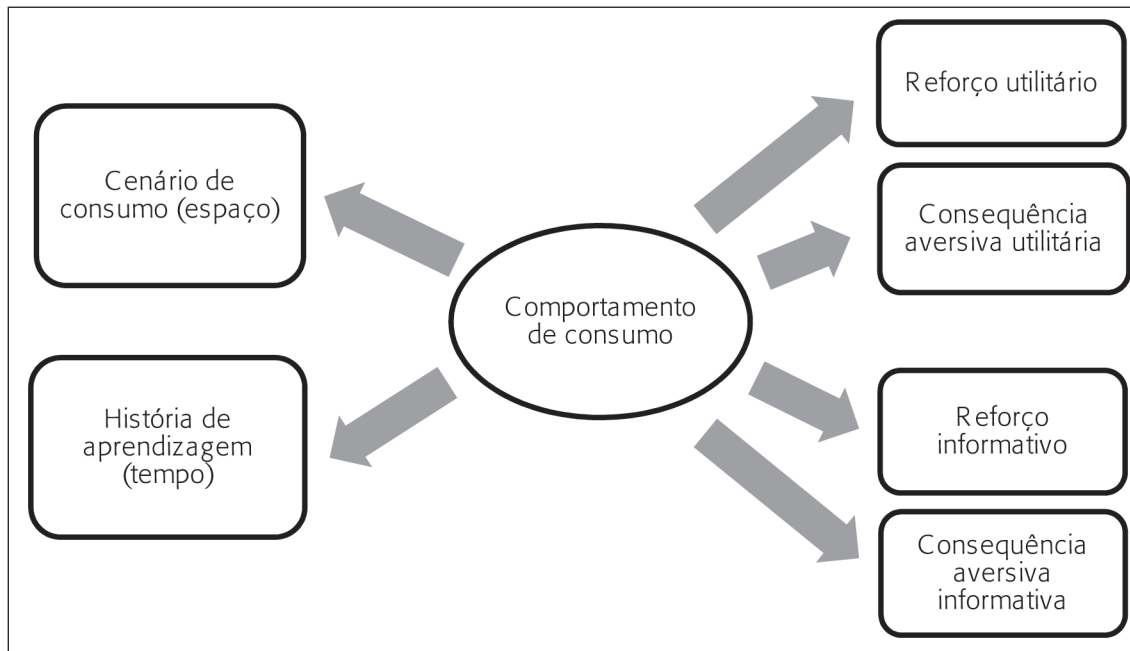 Cenário de
consumo (espaço)
História de
aprendizagem
(tempo)
Comportamento
de consumo
Reforço utilitário
Consequência
aversiva utilitária
Reforço
informativo
Consequência
aversiva
informativa